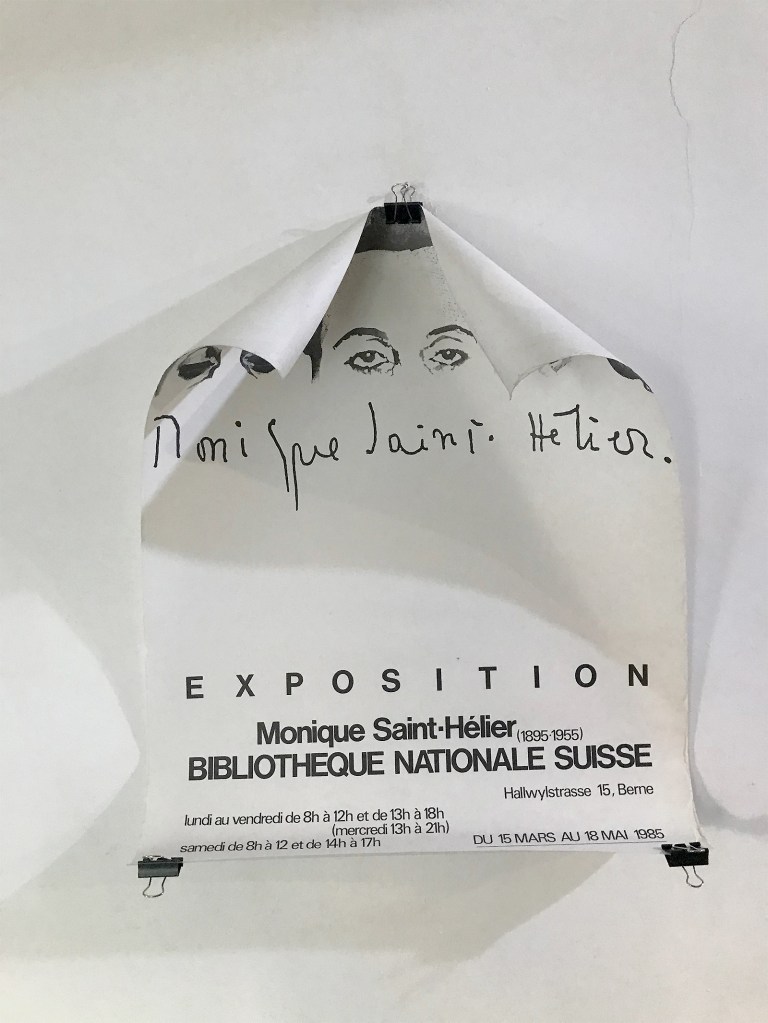 Monique Saint-Hélier.
EXPOSITION
Monique Saint-Hélier (1895-1955)
BIBLIOTHEQUE NATIONALE SUISSE
Hallwylstrasse 15, Berne
lundi au vendredi de 8h à 12h et de 13h à 18h
(mercredi 13h à 21h)
samedi de 8h à 12 et de 14h à 17h
DU 15 MARS AU 18 MAI 1985